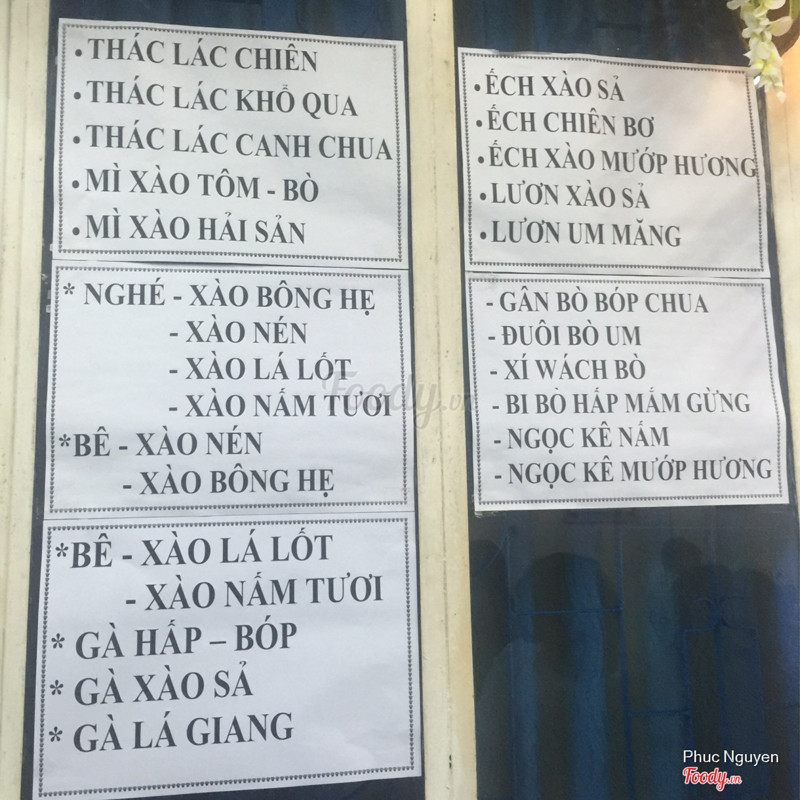 • THÁC LÁC CHIÊN
• THÁC LÁC KHỔ QUA
• THÁC LÁC CANH CHUA
• MÌ XÀO TÔM - BÒ
• MÌ XÀO HẢI SẢN
* NGHÉ - XÀO BÔNG HẸ
- XÀO NÉN
- XÀO LÁ LỐT
- XÀO NẤM TƯƠI
*BÊ - XÀO NÉN
- XÀO BÔNG HẸ
*BÊ - XÀO LÁ LỐT
- XÀO NẤM TƯƠI
* GÀ HẤP – BÓP
* GÀ XÀO SẢ
* GÀ LÁ GIANG
• ẾCH XÀO SẢ
• ẾCH CHIÊN BƠ
• ẾCH XÀO MƯỚP HƯƠNG
• LƯƠN XÀO SẢ
• LƯƠN UM MĂNG
- GÂN BÒ BÓP CHUA
- ĐUÔI BÒ UM
- XÍ WÁCH BÒ
- BI BÒ HẤP MẮM GỪNG
- NGỌC KÊ NẤM
- NGỌC KÊ MƯỚP HƯƠNG
Foody.vn
Phuc Nguyen
Foody.vn